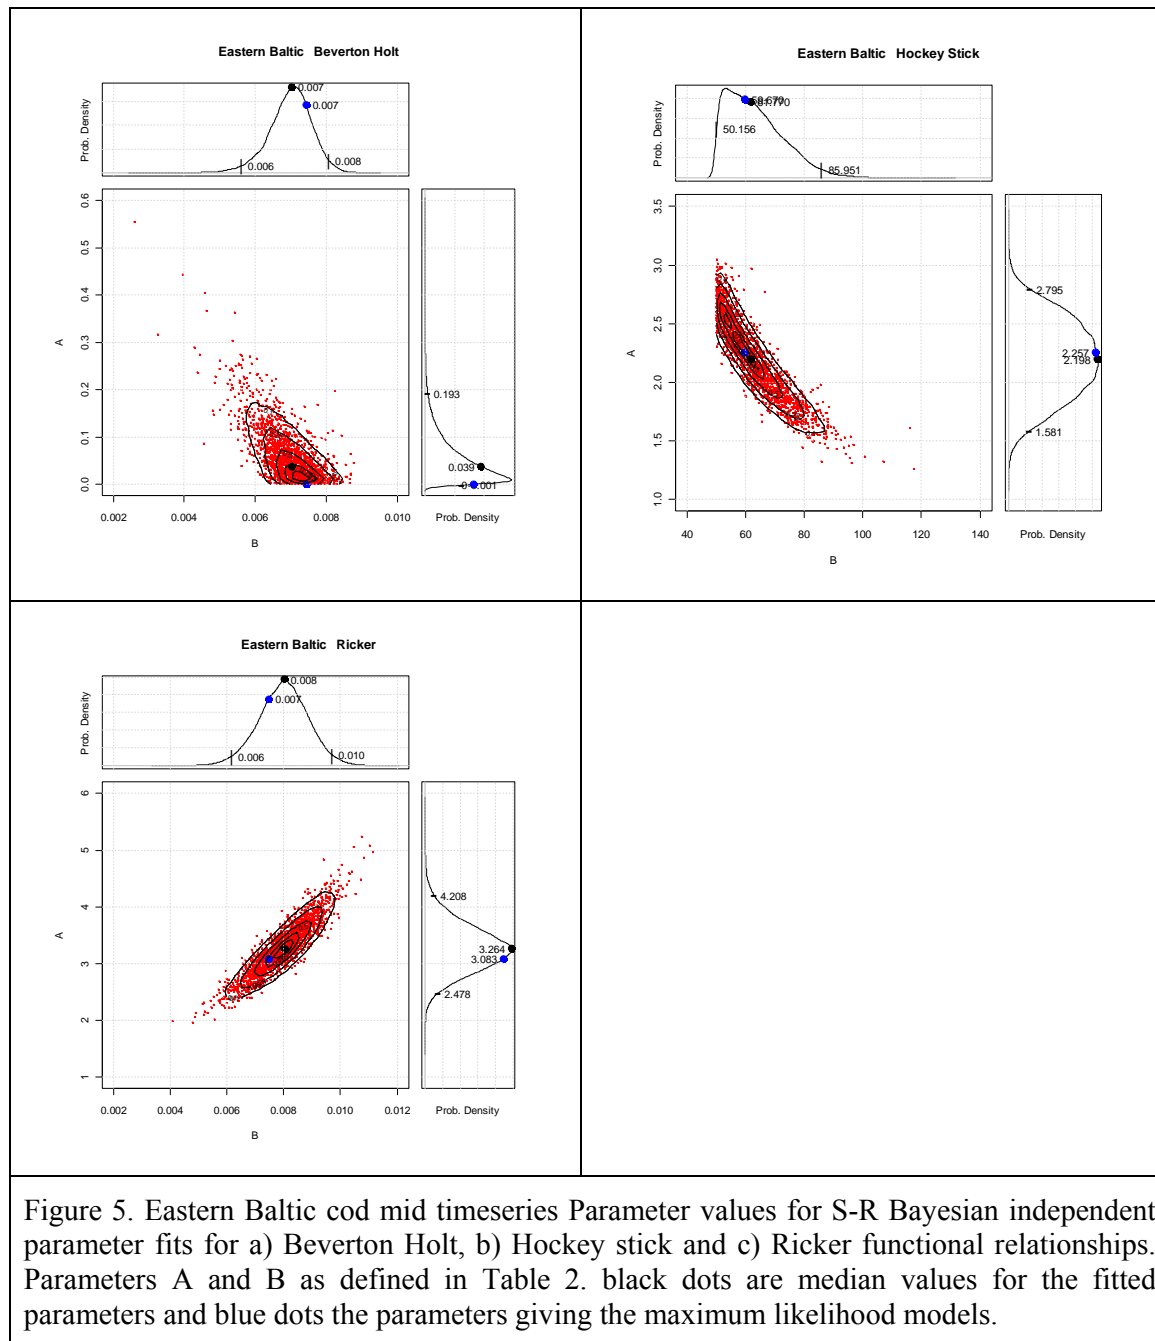 Eastern Baltic Beverton Holt
Prob. Density
0.007
0.007
0.006
0.008
A
0.6
0.5
0.4
0.3
0.2
0.1
0.0
0.193
0.039
0.002 0.004 0.006 0.008 0.010
B
Prob. Density
Eastern Baltic Hockey Stick
Prob. Density
50.156
85.951
A
3.5
3.0
2.5
2.0
1.5
1.0
2.795
2.257
2.198
1.581
40 60 80 100 120 140
B
Prob. Density
Eastern Baltic Ricker
Prob. Density
0.008
0.007
0.006
0.010
A
6
5
4
3
2
1
4.208
3.264
3.083
2.478
0.002 0.004 0.006 0.008 0.010 0.012
B
Prob. Density
Figure 5. Eastern Baltic cod mid timeseries Parameter values for S-R Bayesian independent
parameter fits for a) Beverton Holt, b) Hockey stick and c) Ricker functional relationships.
Parameters A and B as defined in Table 2. black dots are median values for the fitted
parameters and blue dots the parameters giving the maximum likelihood models.